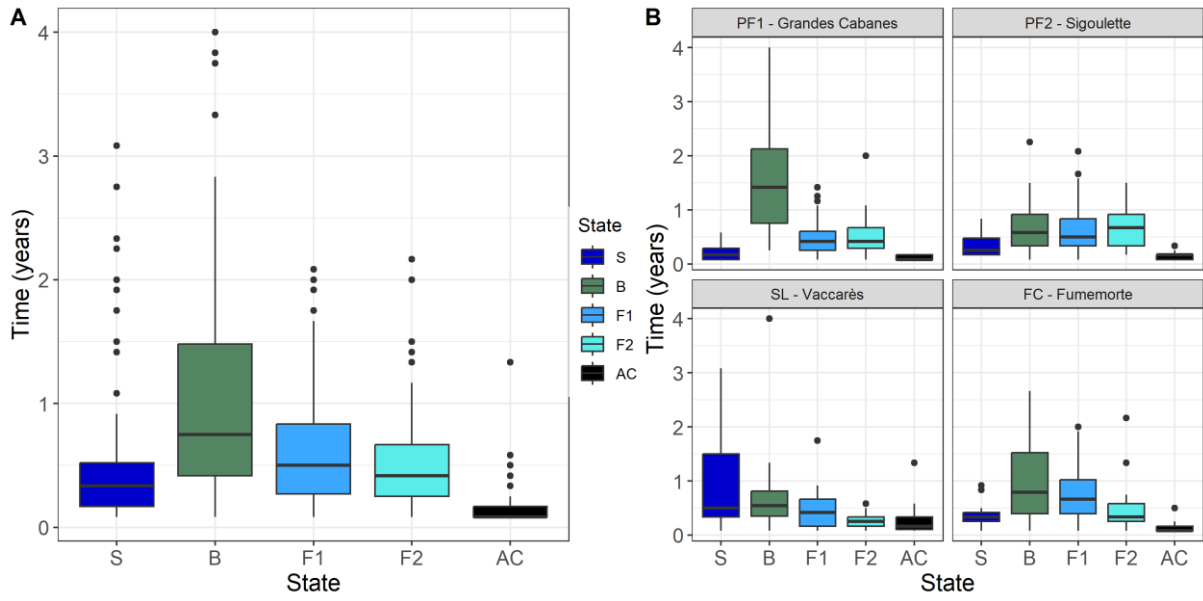 A
4
3
2
1
0
Time (years)
S B F1 F2 AC
State
State
S
B
F1
F2
AC
B
PF1 - Grandes Cabanes PF2 - Sigoulette
4
3
2
1
0
SL - Vaccarès FC - Fumemorte
4
3
2
1
0
Time (years)
S B F1 F2 AC S B F1 F2 AC
State